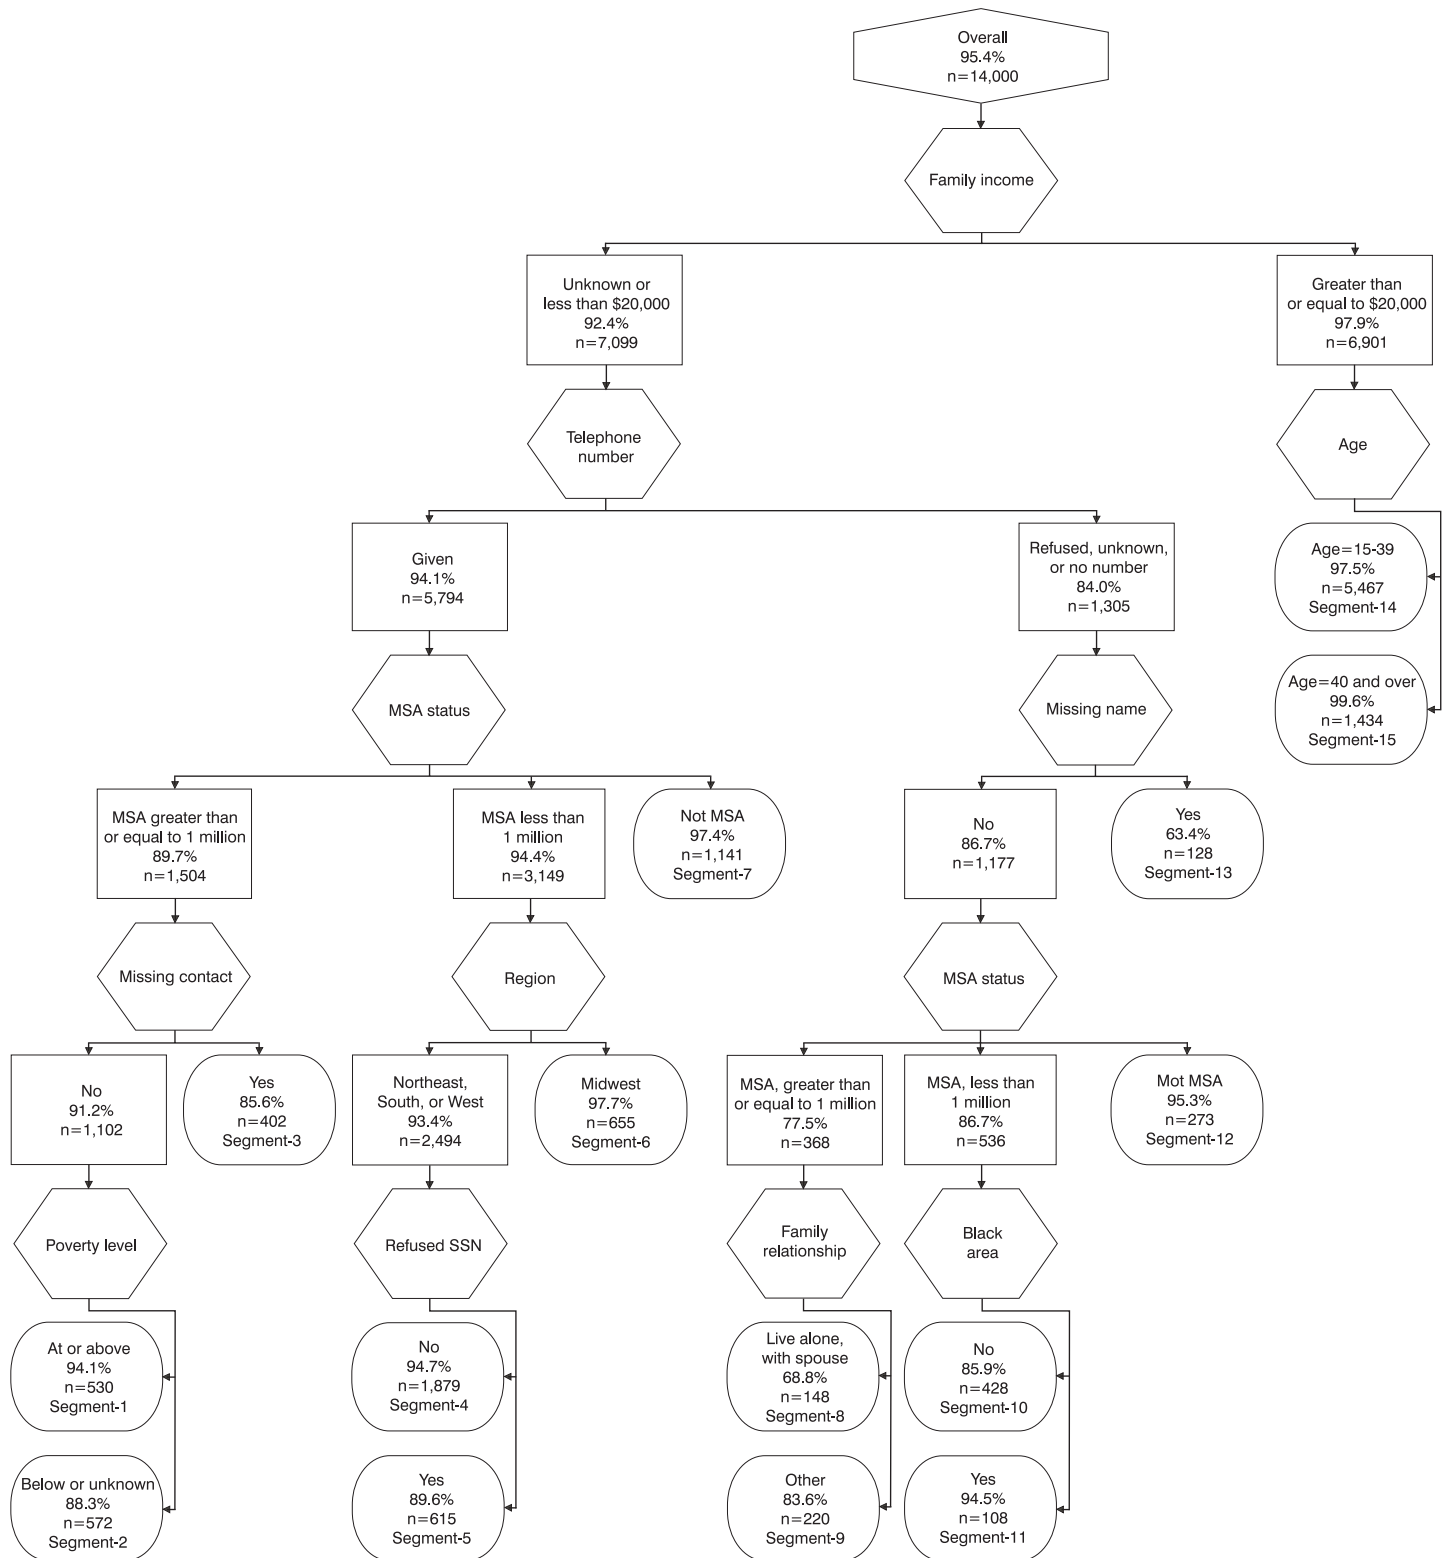 Overall
95.4%
n=14,000
Family income
Unknown or
less than $20,000
92.4%
n=7,099
Greater than
or equal to $20,000
97.9%
n=6,901
Telephone
number
Age
Given
94.1%
n=5,794
Refused, unknown,
or no number
84.0%
n=1,305
Age=15-39
97.5%
n=5,467
Segment-14
MSA status
Missing name
Age=40 and over
99.6%
n=1,434
Segment-15
MSA greater than
or equal to 1 million
89.7%
n=1,504
MSA less than
1 million
94.4%
n=3,149
Not MSA
97.4%
n=1,141
Segment-7
No
86.7%
n=1,177
Yes
63.4%
n=128
Segment-13
Missing contact
Region
MSA status
No
91.2%
n=1,102
Yes
85.6%
n=402
Segment-3
Northeast,
South, or West
93.4%
n=2,494
Midwest
97.7%
n=655
Segment-6
MSA, greater than
or equal to 1 million
77.5%
n=368
MSA, less than
1 million
86.7%
n=536
Mot MSA
95.3%
n=273
Segment-12
Poverty level
Refused SSN
Family
relationship
Black
area
At or above
94.1%
n=530
Segment-1
No
94.7%
n=1,879
Segment-4
Live alone,
with spouse
68.8%
n=148
Segment-8
No
85.9%
n=428
Segment-10
Below or unknown
88.3%
n=572
Segment-2
Yes
89.6%
n=615
Segment-5
Other
83.6%
n=220
Segment-9
Yes
94.5%
n=108
Segment-11